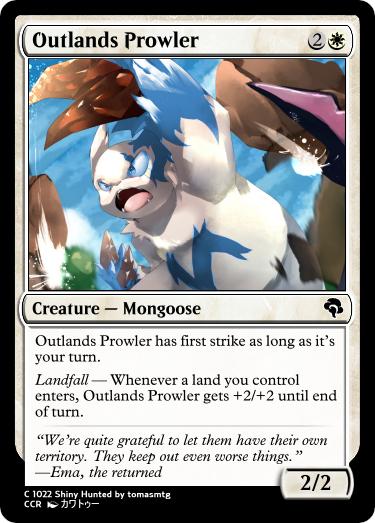 Outlands Prowler 2
Creature — Mongoose
Outlands Prowler has first strike as long as it's
your turn.
Landfall — Whenever a land you control
enters, Outlands Prowler gets +2/+2 until end
of turn.
“We're quite grateful to let them have their own
territory. They keep out even worse things.”
—Ema, the returned
2/2
C 1022 Shiny Hunted by tomasmtg
CCR カワトゥー